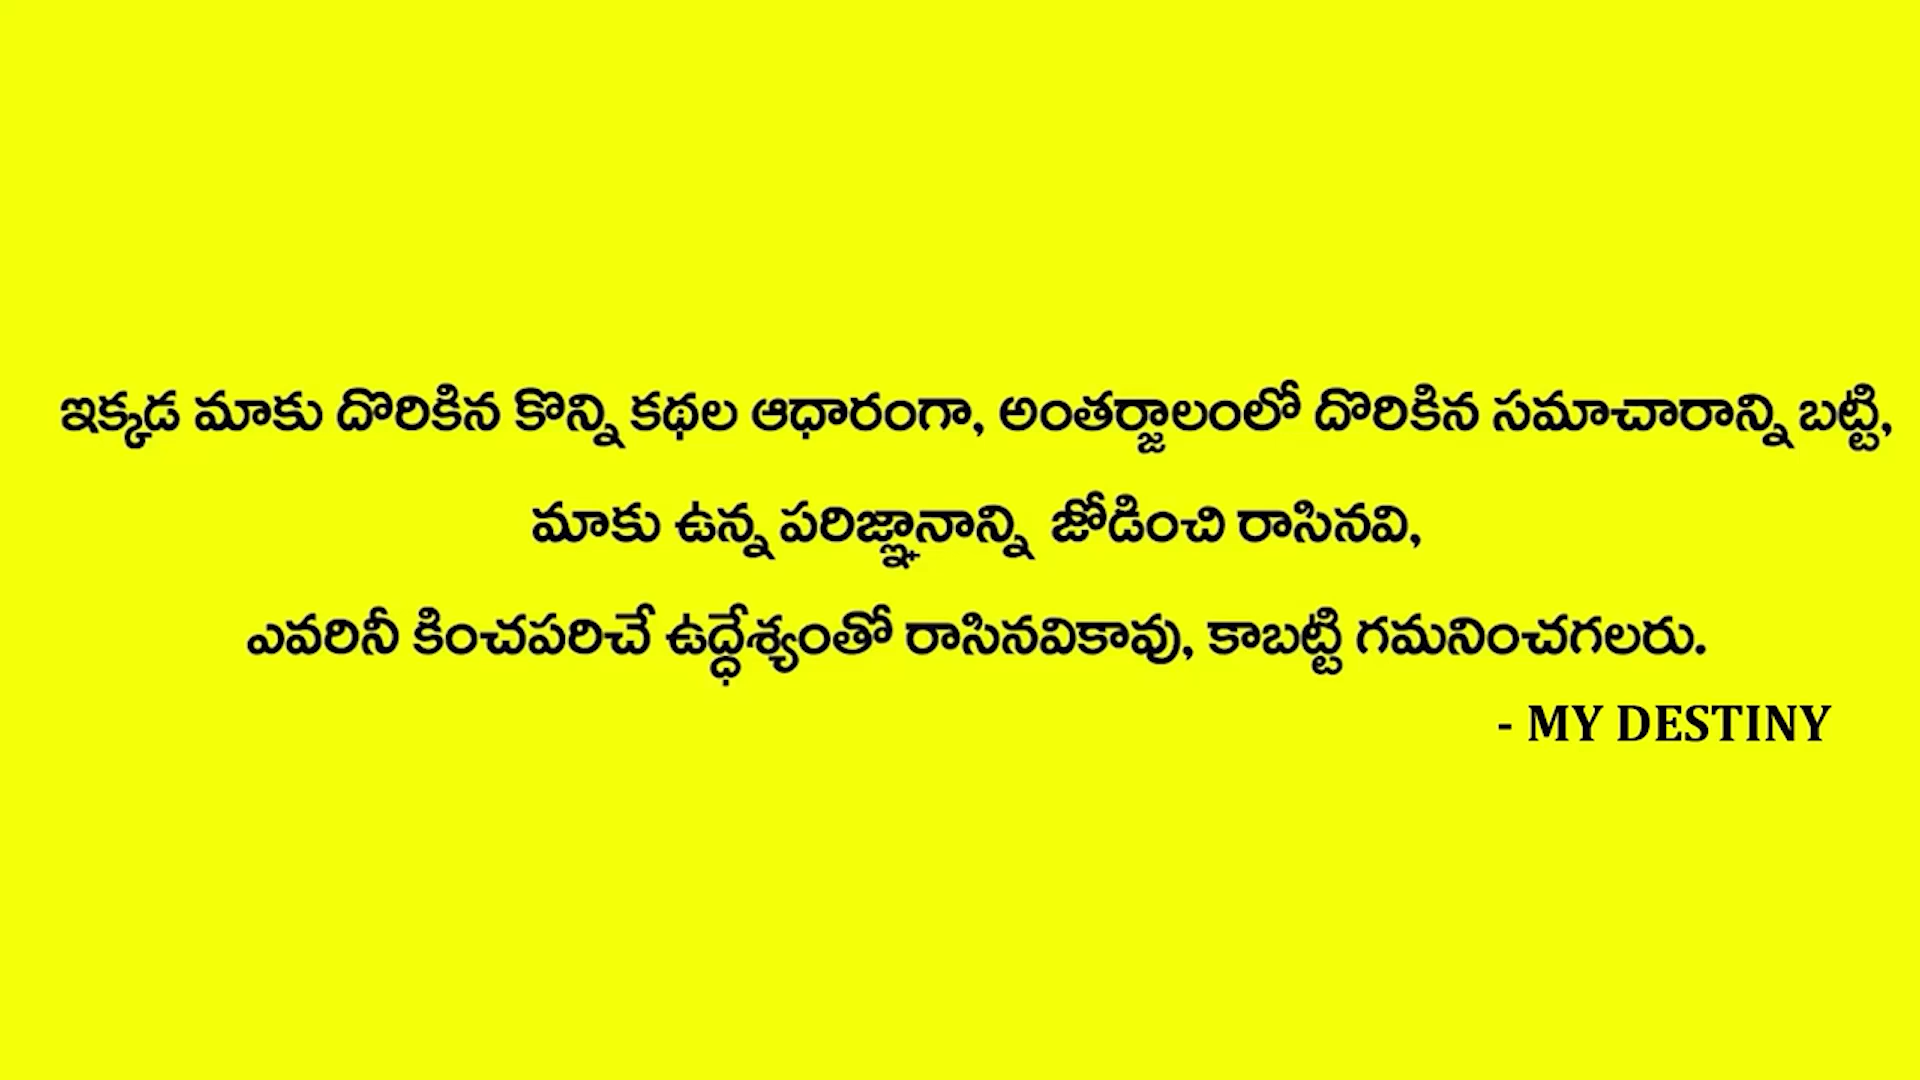 ఇక్కడ మాకు దొరికిన కొన్ని కథల ఆధారంగా, అంతర్జాలంలో దొరికిన సమాచారాన్ని బట్టి,
మాకు ఉన్న పరిజ్ఞానాన్ని జోడించి రాసినవి,
ఎవరినీ కించపరిచే ఉద్ధేశ్యంతో రాసినవికావు, కాబట్టి గమనించగలరు.
- MY DESTINY